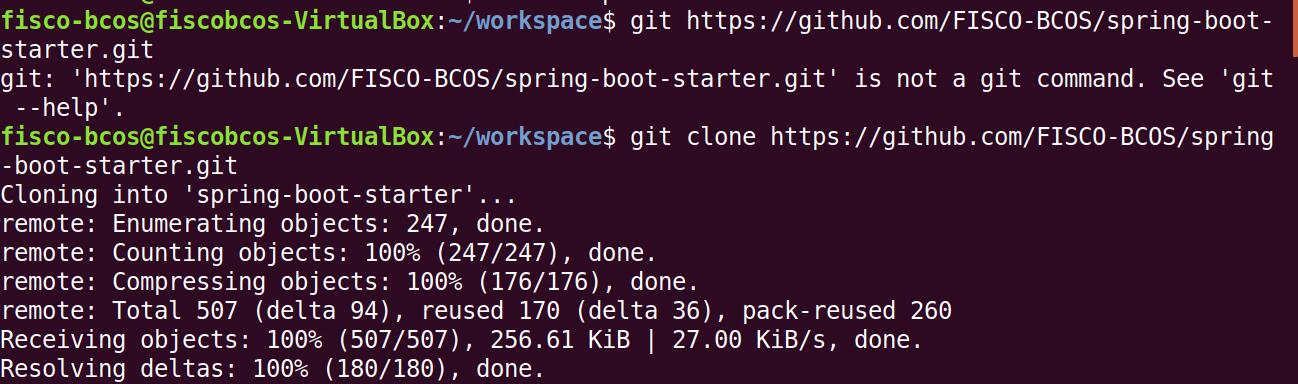 fisco-bcos@fiscobcos-VirtualBox:~/workspace$ git https://github.com/FISCO-BCOS/spring-boot-
starter.git
git: 'https://github.com/FISCO-BCOS/spring-boot-starter.git' is not a git command. See 'git
 --help'.
fisco-bcos@fiscobcos-VirtualBox:~/workspace$ git clone https://github.com/FISCO-BCOS/spring
-boot-starter.git
Cloning into 'spring-boot-starter'...
remote: Enumerating objects: 247, done.
remote: Counting objects: 100% (247/247), done.
remote: Compressing objects: 100% (176/176), done.
remote: Total 507 (delta 94), reused 170 (delta 36), pack-reused 260
Receiving objects: 100% (507/507), 256.61 KiB | 27.00 KiB/s, done.
Resolving deltas: 100% (180/180), done.